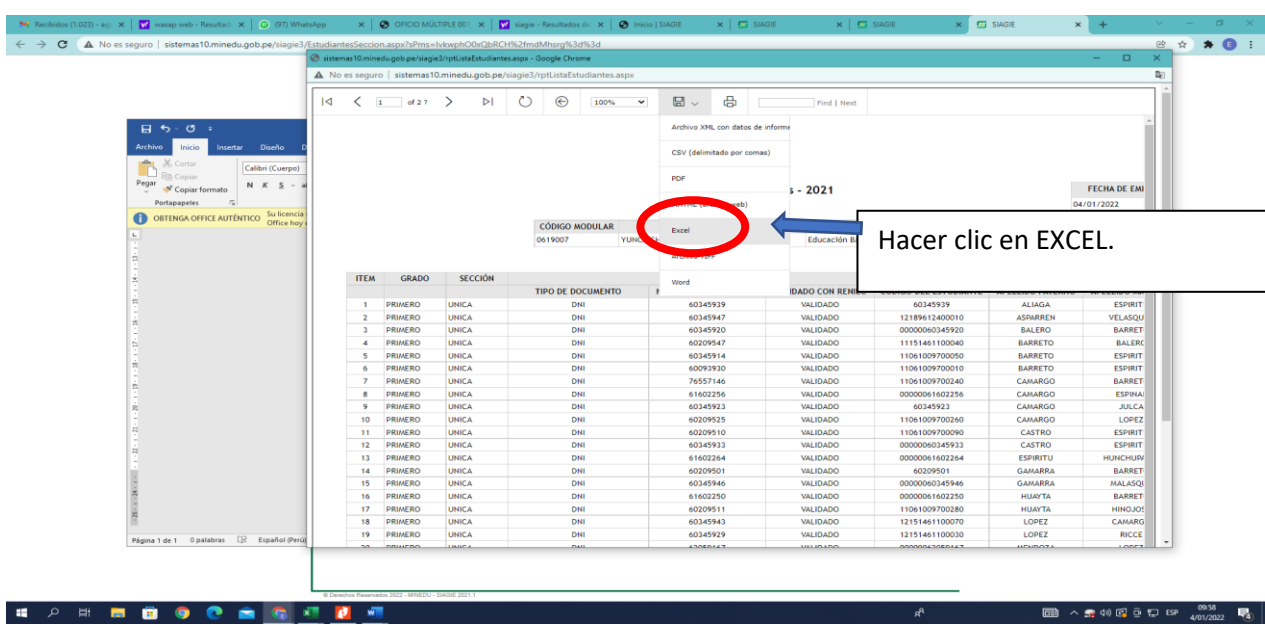 Recibidos (1.023) - ag
wasap web - Resultad
(97) WhatsApp
OFICIO MÚLTIPLE 001
siagie - Resultados d
Inicio | SIAGIE
SIAGIE
SIAGIE
SIAGIE
No es seguro | sistemas10.minedu.gob.pe/siagie3/EstudiantesSeccion.aspx?sPms=
sistemas10.minedu.gob.pe/siagie3/rptListaEstudiantes.aspx - Google Chrome
No es seguro | sistemas10.minedu.gob.pe/siagie3/rptListaEstudiantes.aspx
1 of 2 ? 100% Find | Next
Archivo XML con datos de informe
CSV (delimitado por comas)
PDF
Excel
Word
Hacer clic en EXCEL.
Archivo Inicio Insertar Diseño D
Cortar
Copiar
Copiar formato
Pegar
Portapapeles
Calibri (Cuerpo)
N K S
OBTENGA OFFICE AUTÉNTICO Su licencia
Office hoy
s - 2021
FECHA DE EMI
04/01/2022
CÓDIGO MODULAR
0619007 YUNC Educación B
ITEM GRADO SECCIÓN
TIPO DE DOCUMENTO IDADO CON RENIEC
1 PRIMERO UNICA DNI 60345939 VALIDADO 60345939 ALIAGA ESPIRIT
2 PRIMERO UNICA DNI 60345947 VALIDADO 12189612400010 ASPARREN VELASQU
3 PRIMERO UNICA DNI 60345920 VALIDADO 00000060345920 BALERO BARRET
4 PRIMERO UNICA DNI 60209547 VALIDADO 11151461100040 BARRETO BALERO
5 PRIMERO UNICA DNI 60345914 VALIDADO 11061009700050 BARRETO ESPIRIT
6 PRIMERO UNICA DNI 60093930 VALIDADO 11061009700010 BARRETO ESPIRIT
7 PRIMERO UNICA DNI 76557146 VALIDADO 11061009700240 CAMARGO BARRET
8 PRIMERO UNICA DNI 61602256 VALIDADO 00000061602256 CAMARGO ESPINA
9 PRIMERO UNICA DNI 60345923 VALIDADO 60345923 CAMARGO JULCA
10 PRIMERO UNICA DNI 60209525 VALIDADO 11061009700260 CAMARGO LOPEZ
11 PRIMERO UNICA DNI 60209510 VALIDADO 11061009700090 CASTRO ESPIRIT
12 PRIMERO UNICA DNI 60345933 VALIDADO 00000060345933 CASTRO ESPIRIT
13 PRIMERO UNICA DNI 61602264 VALIDADO 00000061602264 ESPIRITU HUNCHUPA
14 PRIMERO UNICA DNI 60209501 VALIDADO 60209501 GAMARRA BARRET
15 PRIMERO UNICA DNI 60345946 VALIDADO 00000060345946 GAMARRA MALASQU
16 PRIMERO UNICA DNI 61602250 VALIDADO 00000061602250 HUAYTA BARRET
17 PRIMERO UNICA DNI 60209511 VALIDADO 11061009700280 HUAYTA HINOJOS
18 PRIMERO UNICA DNI 60345943 VALIDADO 12151461100070 LOPEZ CAMARG
19 PRIMERO UNICA DNI 60345929 VALIDADO 12151461100030 LOPEZ RICCE
Página 1 de 1 0 palabras Español (Perú)
© Derechos Reservados 2022 - MINEDU - SIAGIE 2021.1
ESP
09:58
4/01/2022